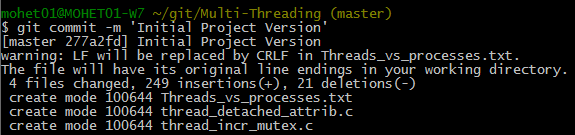 mohet01@MOHET01-W7 ~/git/Multi-Threading (master)
$ git commit -m 'Initial Project Version'
[master 277a2fd] Initial Project Version
warning: LF will be replaced by CRLF in Threads_vs_processes.txt.
The file will have its original line endings in your working directory.
 4 files changed, 249 insertions(+), 21 deletions(-)
 create mode 100644 Threads_vs_processes.txt
 create mode 100644 thread_detached_attrib.c
 create mode 100644 thread_incr_mutex.c